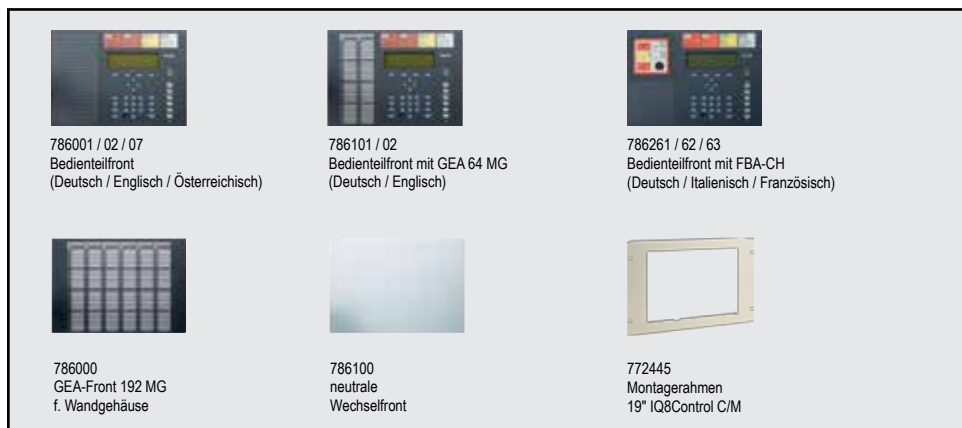 786001 / 02 / 07
Bedienteilfront
(Deutsch / Englisch / Österreichisch)
786101 / 02
Bedienteilfront mit GEA 64 MG
(Deutsch / Englisch)
786261 / 62 / 63
Bedienteilfront mit FBA-CH
(Deutsch / Italienisch / Französisch)
786000
GEA-Front 192 MG
f. Wandgehäuse
786100
neutrale
Wechselfront
772445
Montagerahmen
19" IQ8Control C/M